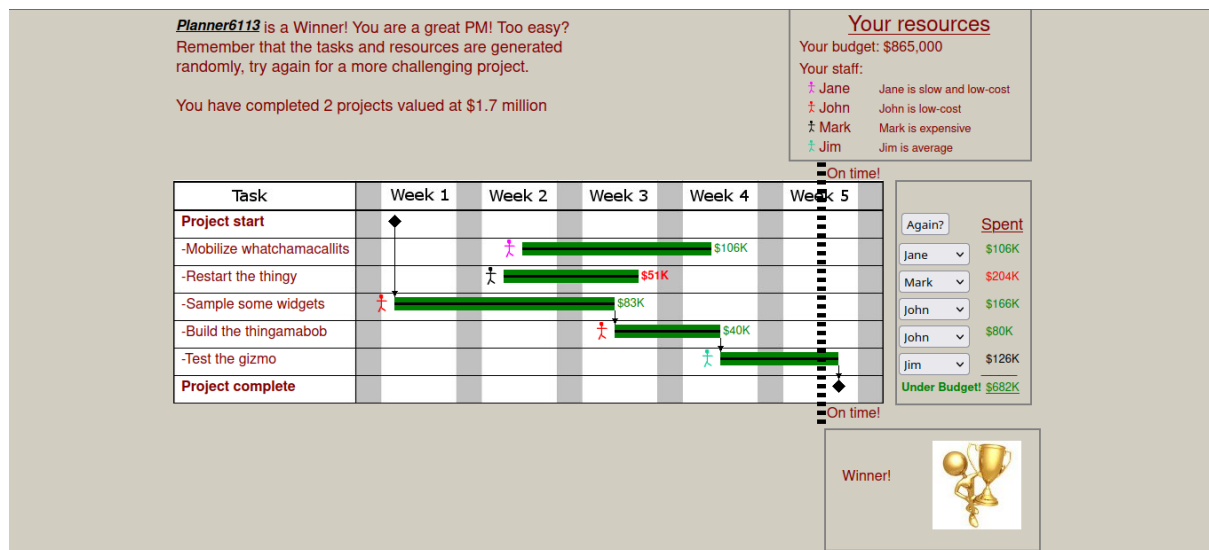 Planner6113 is a Winner! You are a great PM! Too easy?
Remember that the tasks and resources are generated
randomly, try again for a more challenging project.
You have completed 2 projects valued at $1.7 million
Your resources
Your budget: $865,000
Your staff:
Jane Jane is slow and low-cost
John John is low-cost
Mark Mark is expensive
Jim Jim is average
On time!
Task Week 1 Week 2 Week 3 Week 4 Week 5
Project start Again? Spent
-Mobilize whatchamacallits $106K Jane $106K
-Restart the thingy $51K Mark $204K
-Sample some widgets $83K John $166K
-Build the thingamabob $40K John $80K
-Test the gizmo Jim $126K
Project complete Under Budget! $682K
On time!
Winner!